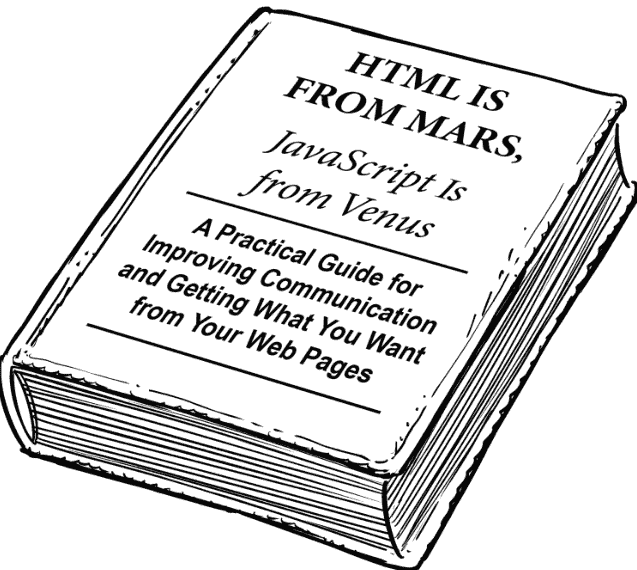 HTML IS
FROM MARS,
JavaScript Is
from Venus
A Practical Guide for
Improving Communication
and Getting What You Want
from Your Web Pages